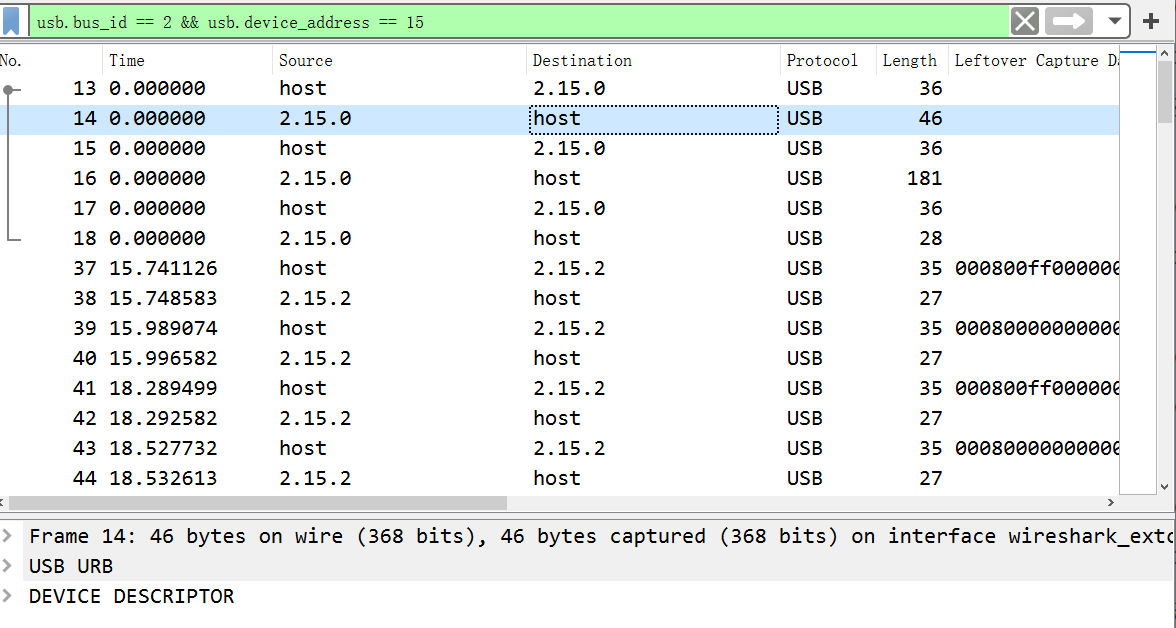 usb.bus_id == 2 && usb.device_address == 15
No. Time Source Destination Protocol Length Leftover Capture Da
13 0.000000 host 2.15.0 USB 36
14 0.000000 2.15.0 host USB 46
15 0.000000 host 2.15.0 USB 36
16 0.000000 2.15.0 host USB 181
17 0.000000 host 2.15.0 USB 36
18 0.000000 2.15.0 host USB 28
37 15.741126 host 2.15.2 USB 35 000800ff000000
38 15.748583 2.15.2 host USB 27
39 15.989074 host 2.15.2 USB 35 00080000000000
40 15.996582 2.15.2 host USB 27
41 18.289499 host 2.15.2 USB 35 000800ff000000
42 18.292582 2.15.2 host USB 27
43 18.527732 host 2.15.2 USB 35 00080000000000
44 18.532613 2.15.2 host USB 27
Frame 14: 46 bytes on wire (368 bits), 46 bytes captured (368 bits) on interface wireshark_extc
USB URB
DEVICE DESCRIPTOR